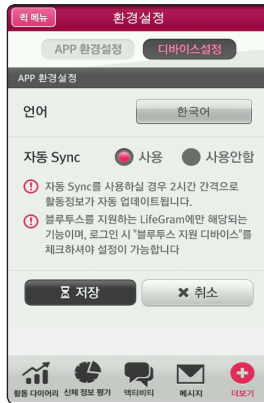 퀵 메뉴 환경설정
APP 환경설정 디바이스설정
APP 환경설정
언어 한국어
자동 Sync 사용 사용안함
자동 Sync를 사용하실 경우 2시간 간격으로
활동정보가 자동 업데이트됩니다.
블루투스를 지원하는 LifeGram에만 해당되는
기능이며, 로그인 시 "블루투스 지원 디바이스"를
체크하셔야 설정이 가능합니다
저장 취소
활동 다이어리 신체 정보 평가 액티비티 메시지 더보기